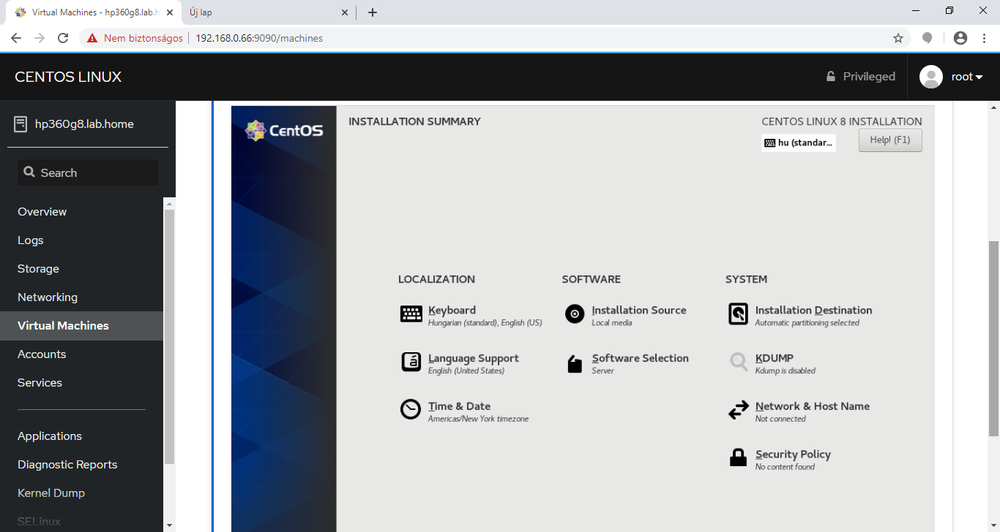 Virtual Machines - hp360g8.lab.h
Új lap
Nem biztonságos
192.168.0.66:9090/machines
CENTOS LINUX
Privileged
root
hp360g8.lab.home
Search
Overview
Logs
Storage
Networking
Virtual Machines
Accounts
Services
Applications
Diagnostic Reports
Kernel Dump
SELinux
CentOS
INSTALLATION SUMMARY
CENTOS LINUX 8 INSTALLATION
hu (standar...
Help! (F1)
LOCALIZATION
Keyboard
Hungarian (standard), English (US)
Language Support
English (United States)
Time & Date
Americas/New York timezone
SOFTWARE
Installation Source
Local media
Software Selection
Server
SYSTEM
Installation Destination
Automatic partitioning selected
KDUMP
Kdump is disabled
Network & Host Name
Not connected
Security Policy
No content found